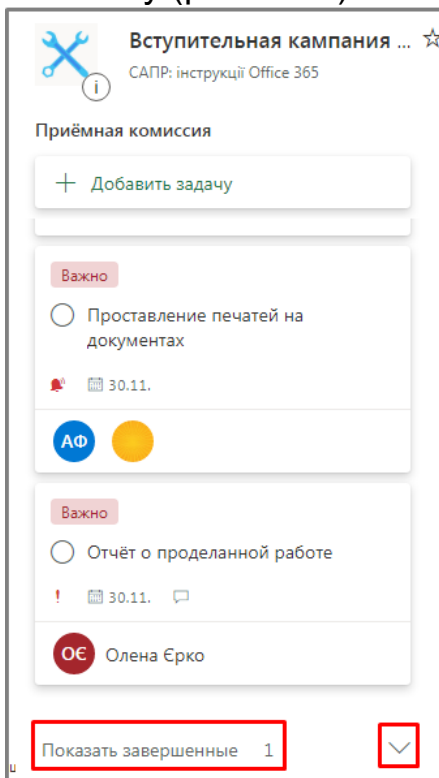 Вступительная кампания ...
САПР: інструкції Office 365
Приёмная комиссия
+ Добавить задачу
Важно
Проставление печатей на
документах
30.11.
АФ
Важно
Отчёт о проделанной работе
30.11.
ОЄ Олена Єрко
Показать завершенные 1